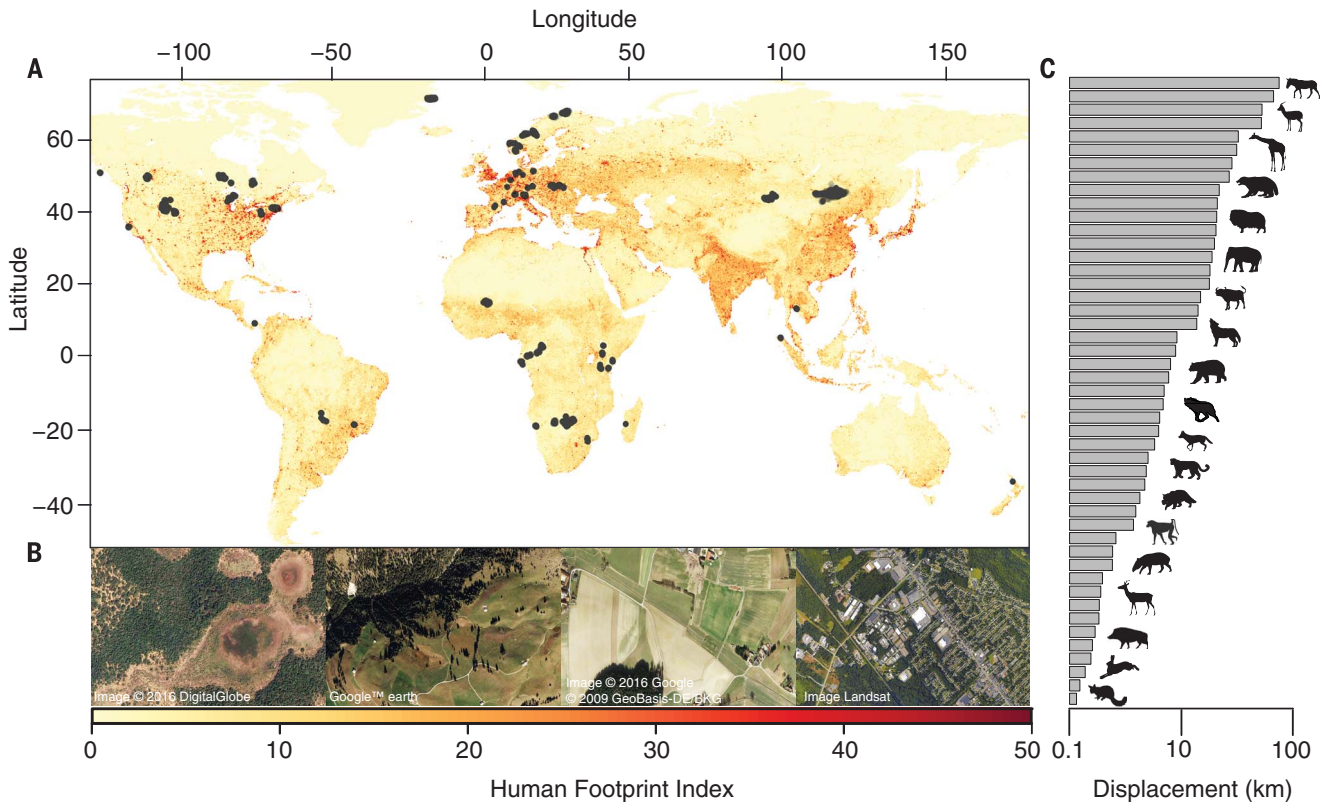 Longitude
−100 −50 0 50 100 150
A
C
60
40
20
0
−20
−40
Latitude
B
Image © 2016 DigitalGlobe
Google™ earth
Image © 2016 Google
© 2009 GeoBasis-DE/BKG
Image Landsat
0 10 20 30 40 50
Human Footprint Index
0.1 10 100
Displacement (km)